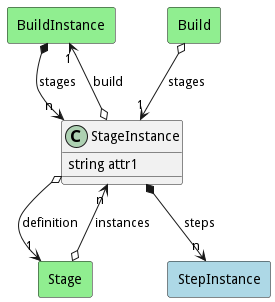 BuildInstance
Build
1
stages
build
stages
n
1
C StageInstance
string attr1
n
definition
instances
steps
1
n
Stage
StepInstance